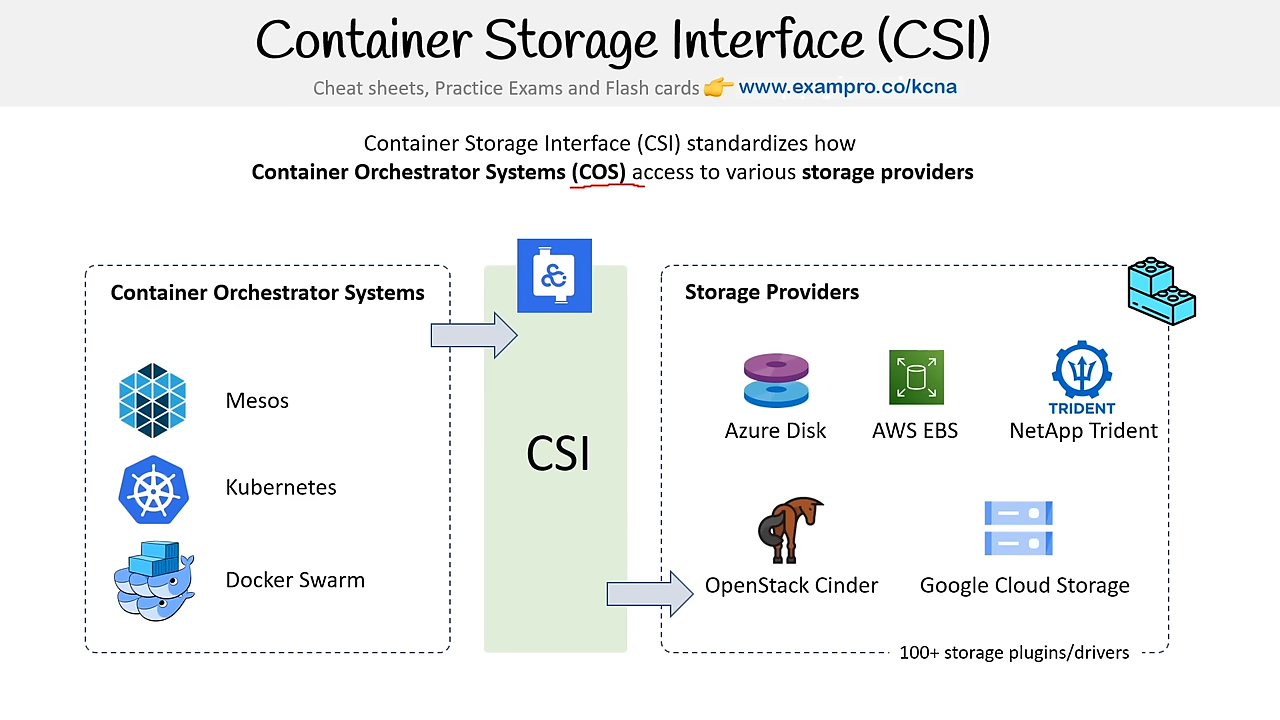 Container Storage Interface (CSI)
Cheat sheets, Practice Exams and Flash cards 👉 www.exampro.co/kcna
Container Storage Interface (CSI) standardizes how
Container Orchestrator Systems (COS) access to various storage providers
Container Orchestrator Systems
Mesos
Kubernetes
Docker Swarm
CSI
Storage Providers
TRIDENT
Azure Disk AWS EBS NetApp Trident
OpenStack Cinder Google Cloud Storage
100+ storage plugins/drivers